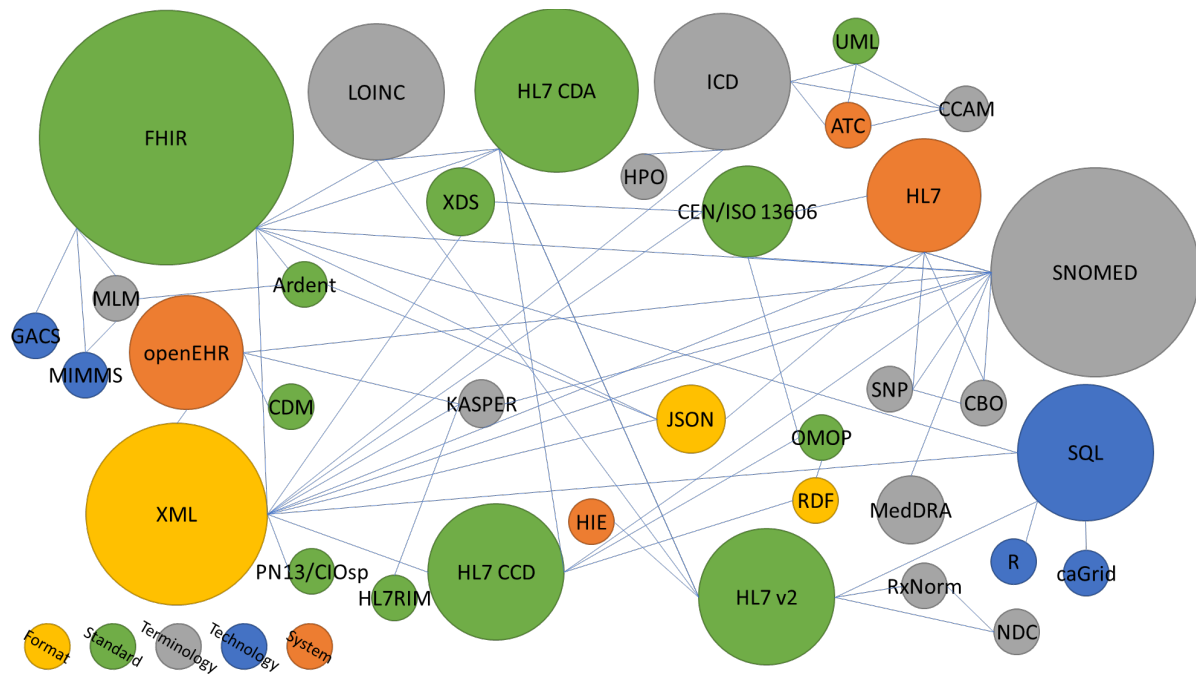 UML
LOINC
HL7 CDA
ICD
CCAM
ATC
FHIR
HPO
XDS
CEN/ISO 13606
HL7
SNOMED
Ardent
MLM
GACS
openEHR
MIMMS
SNP
CBO
CDM
KASPER
JSON
OMOP
SQL
RDF
MedDRA
XML
HIE
R
caGrid
PN13/CIOsp
HL7 CCD
RxNorm
HL7RIM
HL7 v2
NDC
Format
Standard
Terminology
Technology
System